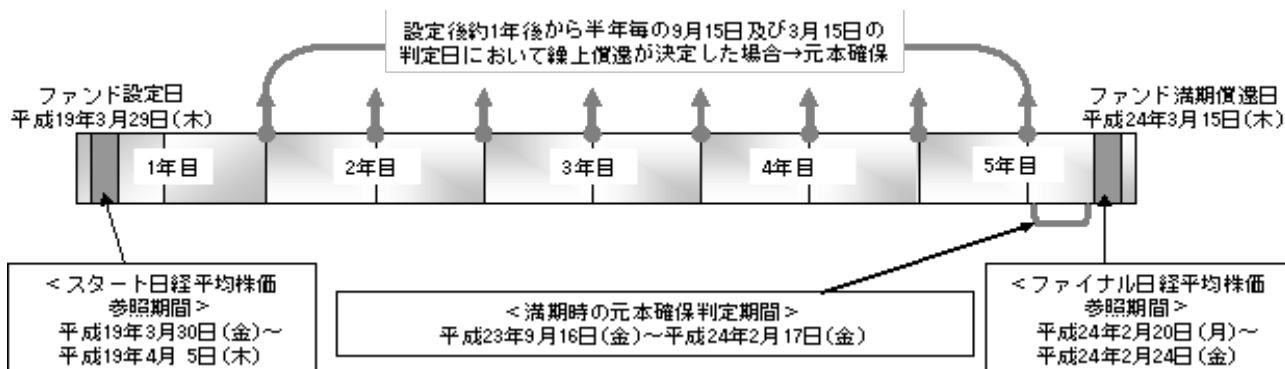 設定後約1年後から半年毎の9月15日及び3月15日の
判定日において繰上償還が決定した場合→元本確保
ファンド設定日
平成19年3月29日(木)
ファンド満期償還日
平成24年3月15日(木)
1年目
2年目
3年目
4年目
5年目
<スタート日経平均株価
参照期間>
平成19年3月30日(金)～
平成19年4月 5日(木)
<満期時の元本確保判定期間>
平成23年9月16日(金)～平成24年2月17日(金)
<ファイナル日経平均株価
参照期間>
平成24年2月20日(月)～
平成24年2月24日(金)